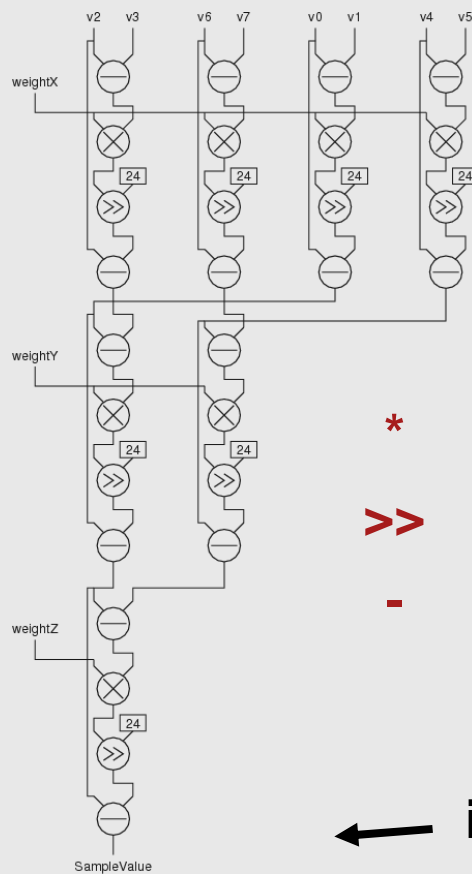 v2 v3 v6 v7 v0 v1 v4 v5
weightX
24 24 24 24
>> >> >> >>
weightY
*
24 24
>> >>
>>
-
weightZ
24
>>
i
SampleValue